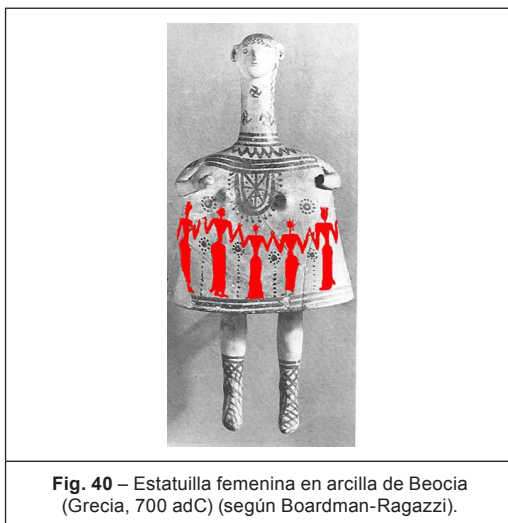 Fig. 40 – Estatuilla femenina en arcilla de Beocia
(Grecia, 700 adC) (según Boardman-Ragazzi).